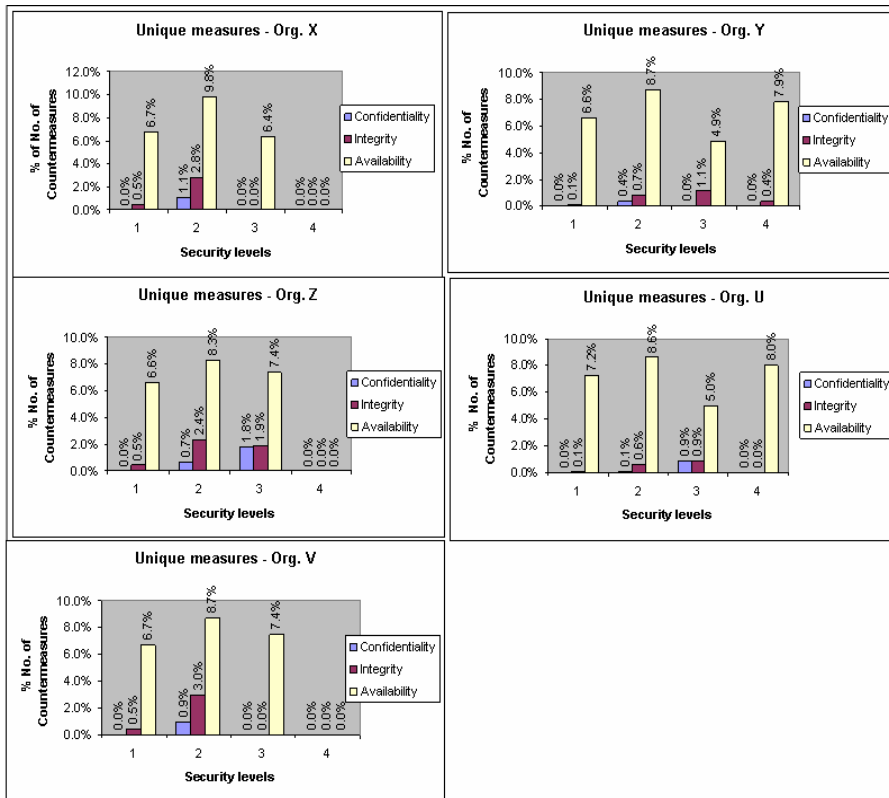 Unique measures - Org. X
% of No. of
Countermeasures
12.0%
10.0%
8.0%
6.0%
4.0%
2.0%
0.0%
0.0%
0.5%
6.7%
1.1%
2.8%
9.8%
0.0%
0.0%
6.4%
0.0%
0.0%
0.0%
1 2 3 4
Security levels
Confidentiality
Integrity
Availability
Unique measures - Org. Y
% No. of
Countermeasures
10.0%
8.0%
6.0%
4.0%
2.0%
0.0%
0.0%
0.1%
6.6%
0.4%
0.7%
8.7%
0.0%
1.1%
4.9%
0.0%
0.4%
7.9%
1 2 3 4
Security levels
Confidentiality
Integrity
Availability
Unique measures - Org. Z
% No. of
Countermeasures
10.0%
8.0%
6.0%
4.0%
2.0%
0.0%
0.0%
0.5%
6.6%
0.7%
2.4%
8.3%
1.8%
1.9%
7.4%
0.0%
0.0%
0.0%
1 2 3 4
Security levels
Confidentiality
Integrity
Availability
Unique measures - Org. U
% No. of
Countermeasures
10.0%
8.0%
6.0%
4.0%
2.0%
0.0%
0.0%
0.1%
7.2%
0.1%
0.6%
8.6%
0.9%
0.9%
5.0%
0.0%
0.0%
8.0%
1 2 3 4
Security levels
Confidentiality
Integrity
Availability
Unique measures - Org. V
% No. of
Countermeasures
10.0%
8.0%
6.0%
4.0%
2.0%
0.0%
0.0%
0.5%
6.7%
0.9%
3.0%
8.7%
0.0%
0.0%
7.4%
0.0%
0.0%
0.0%
1 2 3 4
Security levels
Confidentiality
Integrity
Availability